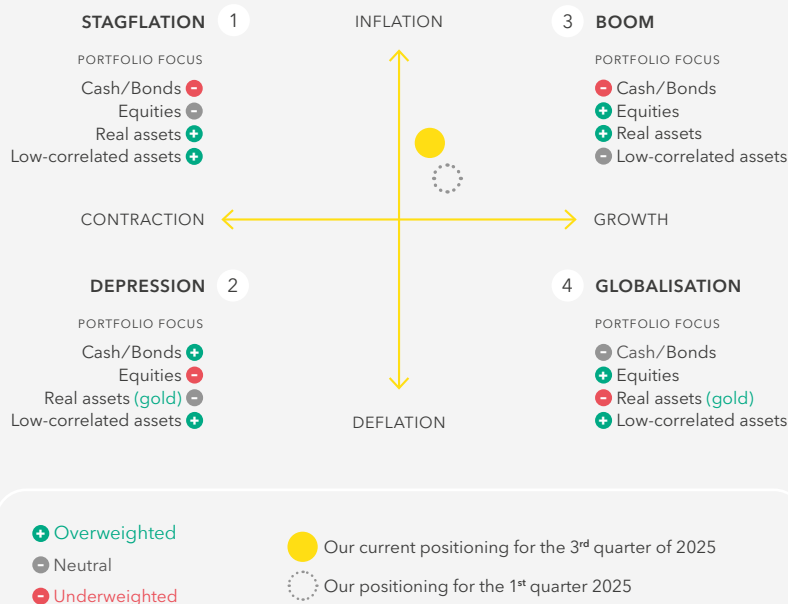 STAGFLATION 1
PORTFOLIO FOCUS
Cash/Bonds -
Equities -
Real assets +
Low-correlated assets +
INFLATION
3 BOOM
PORTFOLIO FOCUS
- Cash/Bonds
+ Equities
+ Real assets
- Low-correlated assets
CONTRACTION
GROWTH
DEPRESSION 2
PORTFOLIO FOCUS
Cash/Bonds +
Equities -
Real assets (gold) -
Low-correlated assets +
DEFLATION
4 GLOBALISATION
PORTFOLIO FOCUS
- Cash/Bonds
+ Equities
- Real assets (gold)
+ Low-correlated assets
+ Overweighted
- Neutral
- Underweighted
Our current positioning for the 3rd quarter of 2025
Our positioning for the 1st quarter 2025